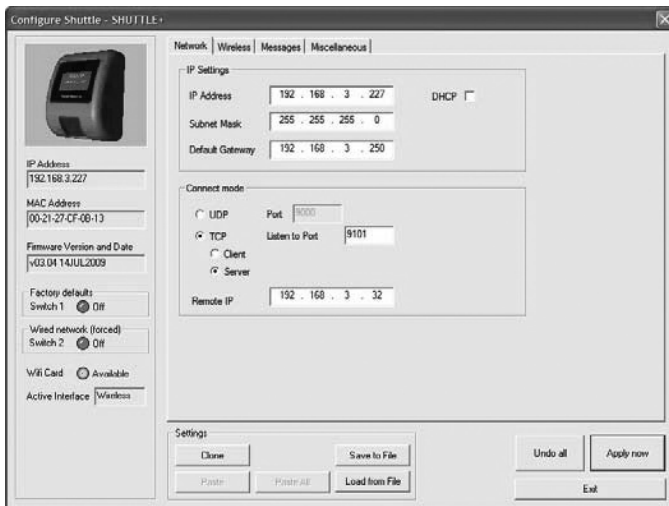 Configure Shuttle - SHUTTLE+
IP Address
192.168.3.227
MAC Address
00-21-27-CF-0B-13
Firmware Version and Date
v03.04 14JUL2009
Factory defaults
Switch 1 Off
Wired network (forced)
Switch 2 Off
Wifi Card Available
Active Interface Wireless
Network Wireless Messages Miscellaneous
IP Settings
IP Address 192 . 168 . 3 . 227 DHCP
Subnet Mask 255 . 255 . 255 . 0
Default Gateway 192 . 168 . 3 . 250
Connect mode
UDP Port 9000
TCP Listen to Port 9101
Client
Server
Remote IP 192 . 168 . 3 . 32
Settings
Clone Save to File
Paste Paste All Load from File
Undo all Apply now
Exit